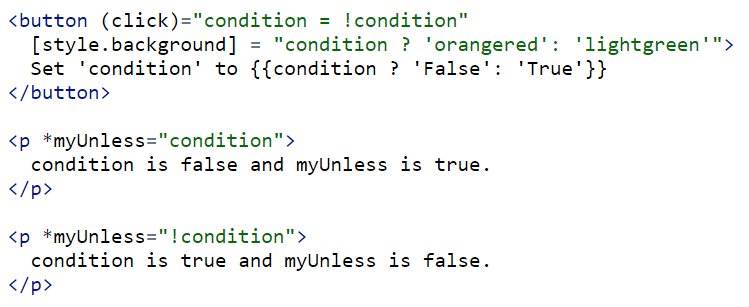 <button (click)="condition = !condition"
  [style.background] = "condition ? 'orangered': 'lightgreen'">
  Set 'condition' to {{condition ? 'False': 'True'}}
</button>

<p *myUnless="condition">
  condition is false and myUnless is true.
</p>

<p *myUnless="!condition">
  condition is true and myUnless is false.
</p>